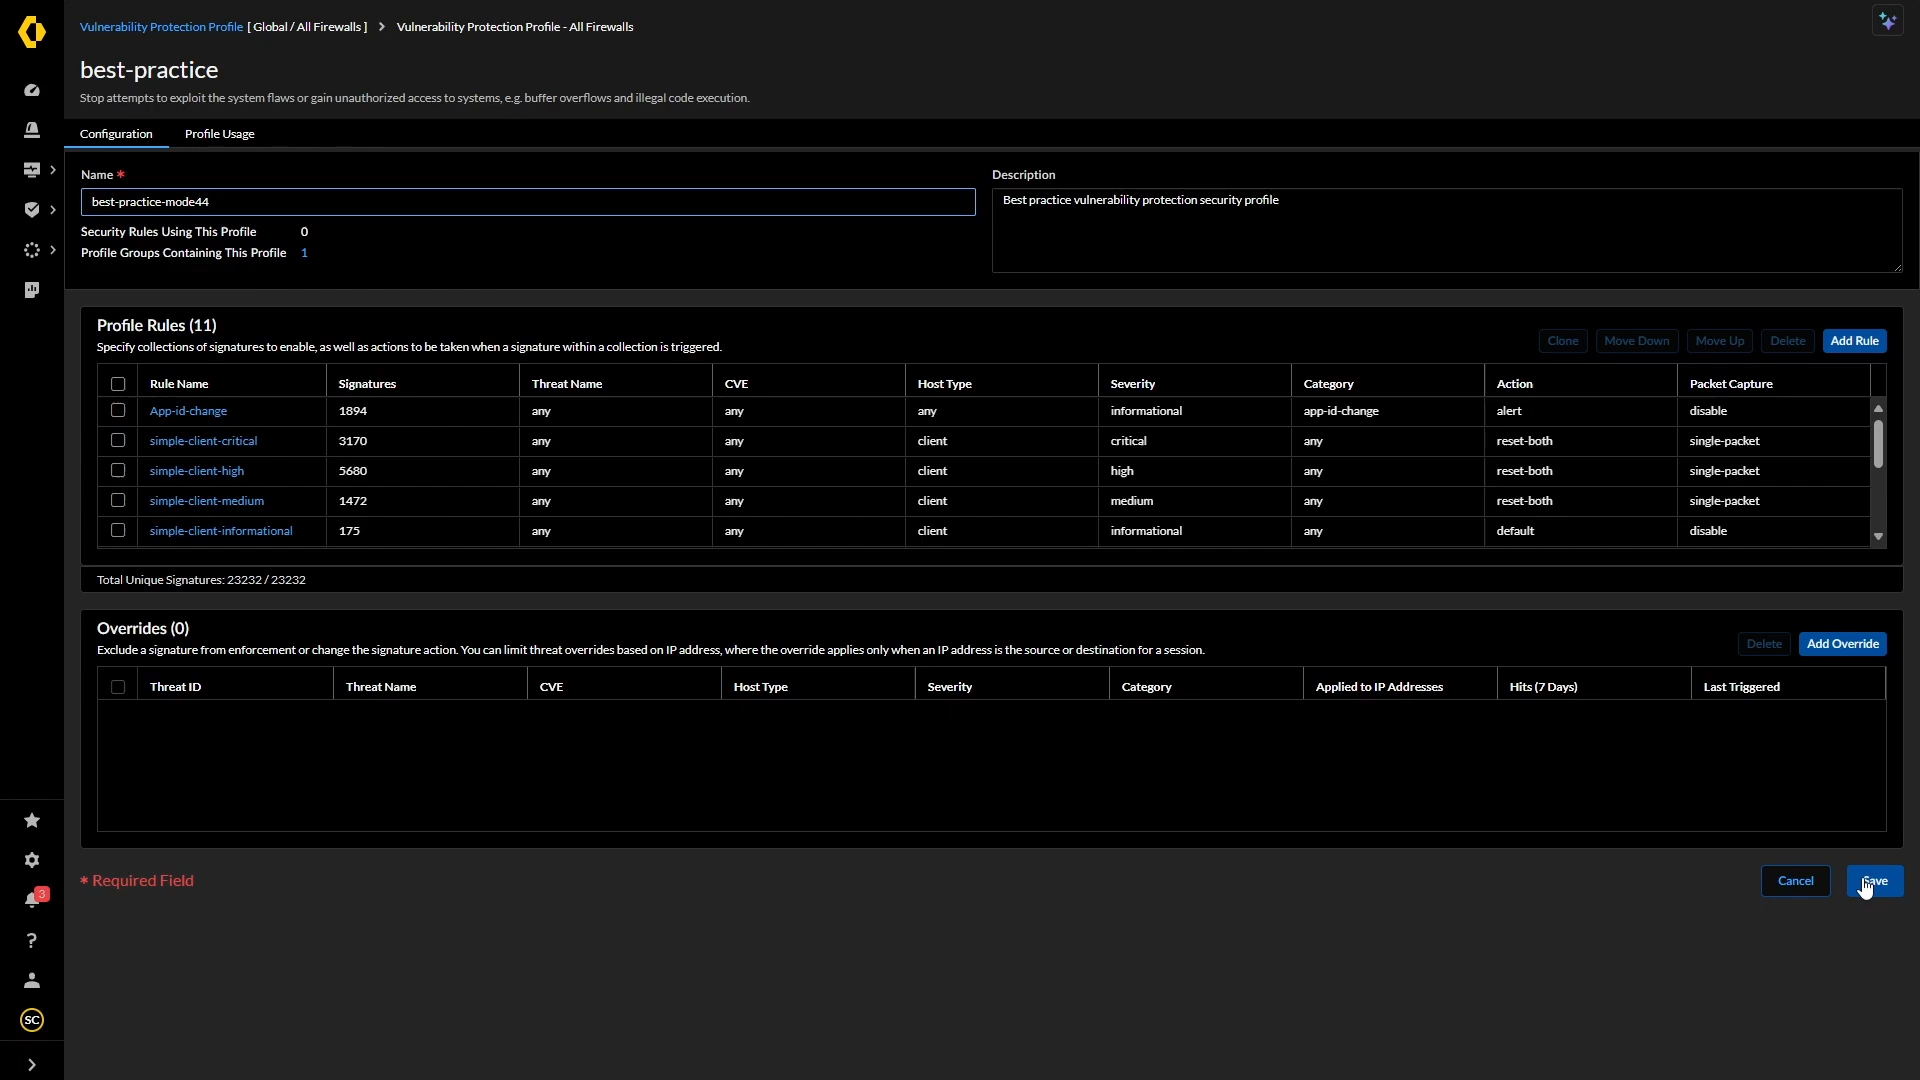 Vulnerability Protection Profile [ Global / All Firewalls ] > Vulnerability Protection Profile - All Firewalls
best-practice
Stop attempts to exploit the system flaws or gain unauthorized access to systems, e.g. buffer overflows and illegal code execution.
Configuration Profile Usage
Name * Description
best-practice-mode44 Best practice vulnerability protection security profile
Security Rules Using This Profile 0
Profile Groups Containing This Profile 1
Profile Rules (11)
Specify collections of signatures to enable, as well as actions to be taken when a signature within a collection is triggered.
Clone Move Down Move Up Delete Add Rule
Rule Name Signatures Threat Name CVE Host Type Severity Category Action Packet Capture
App-id-change 1894 any any any informational app-id-change alert disable
simple-client-critical 3170 any any client critical any reset-both single-packet
simple-client-high 5680 any any client high any reset-both single-packet
simple-client-medium 1472 any any client medium any reset-both single-packet
simple-client-informational 175 any any client informational any default disable
Total Unique Signatures: 23232 / 23232
Overrides (0)
Exclude a signature from enforcement or change the signature action. You can limit threat overrides based on IP address, where the override applies only when an IP address is the source or destination for a session.
Delete Add Override
Threat ID Threat Name CVE Host Type Severity Category Applied to IP Addresses Hits (7 Days) Last Triggered
* Required Field
Cancel Save
3
?
SC